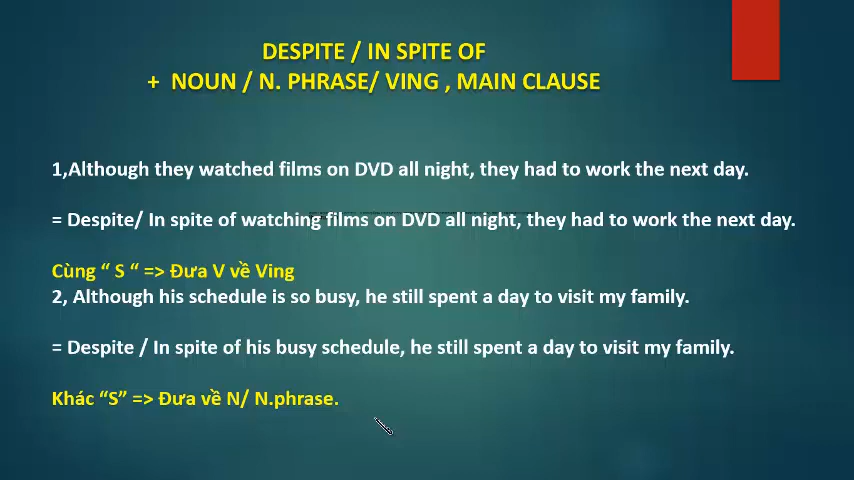 DESPITE / IN SPITE OF
+ NOUN / N. PHRASE/ VING , MAIN CLAUSE
1,Although they watched films on DVD all night, they had to work the next day.
= Despite/ In spite of watching films on DVD all night, they had to work the next day.
Cùng “ S “ => Đưa V về Ving
2, Although his schedule is so busy, he still spent a day to visit my family.
= Despite / In spite of his busy schedule, he still spent a day to visit my family.
Khác “S” => Đưa về N/ N.phrase.